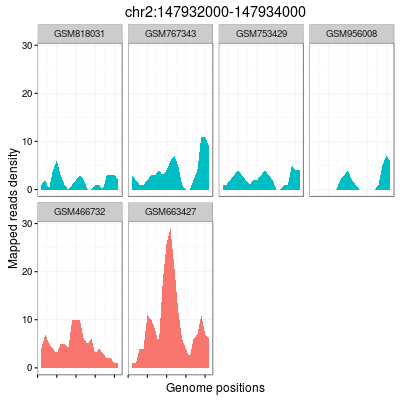 chr2:147932000-147934000
GSM818031 GSM767343 GSM753429 GSM956008
30
20
10
0
GSM466732 GSM663427
30
20
10
0
Mapped reads density
Genome positions